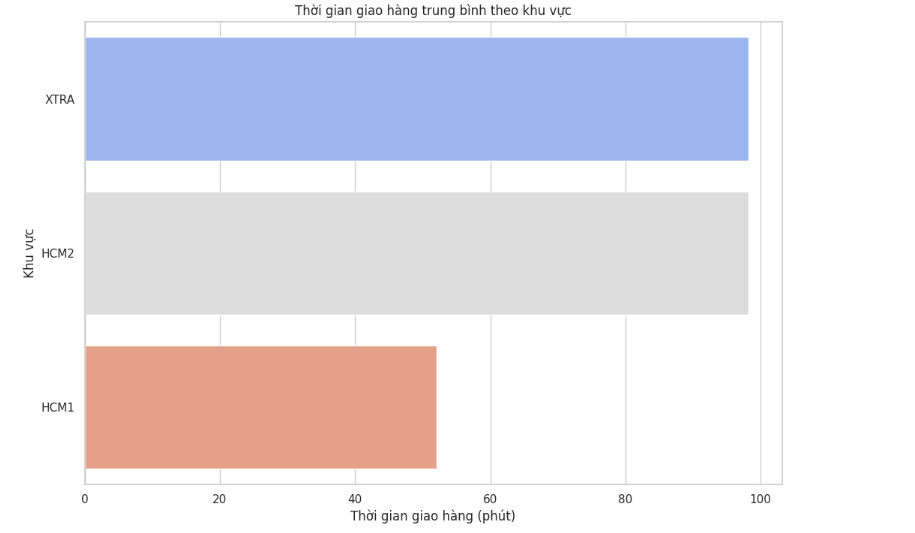 Thời gian giao hàng trung bình theo khu vực
XTRA
HCM2
HCM1
Khu vực
0 20 40 60 80 100
Thời gian giao hàng (phút)